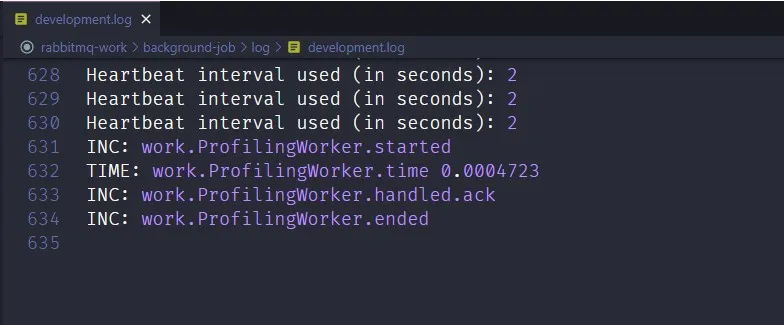 development.log ×
rabbitmq-work > background-job > log > development.log
628 Heartbeat interval used (in seconds): 2
629 Heartbeat interval used (in seconds): 2
630 Heartbeat interval used (in seconds): 2
631 INC: work.ProfilingWorker.started
632 TIME: work.ProfilingWorker.time 0.0004723
633 INC: work.ProfilingWorker.handled.ack
634 INC: work.ProfilingWorker.ended
635